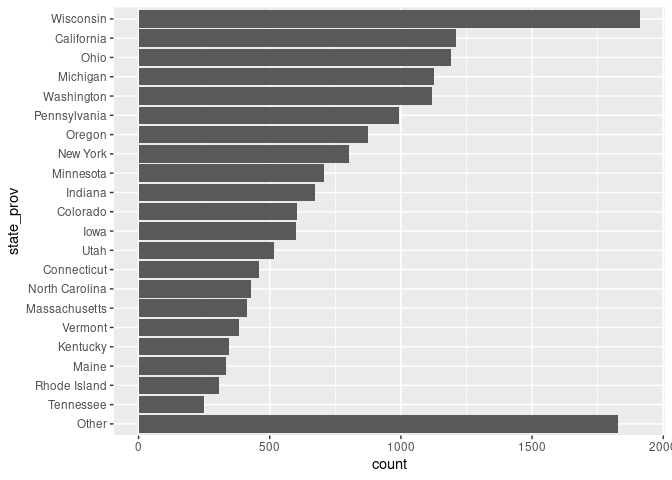 Wisconsin
California
Ohio
Michigan
Washington
Pennsylvania
Oregon
New York
Minnesota
Indiana
Colorado
Iowa
Utah
Connecticut
North Carolina
Massachusetts
Vermont
Kentucky
Maine
Rhode Island
Tennessee
Other
state_prov
0 500 1000 1500 2000
count